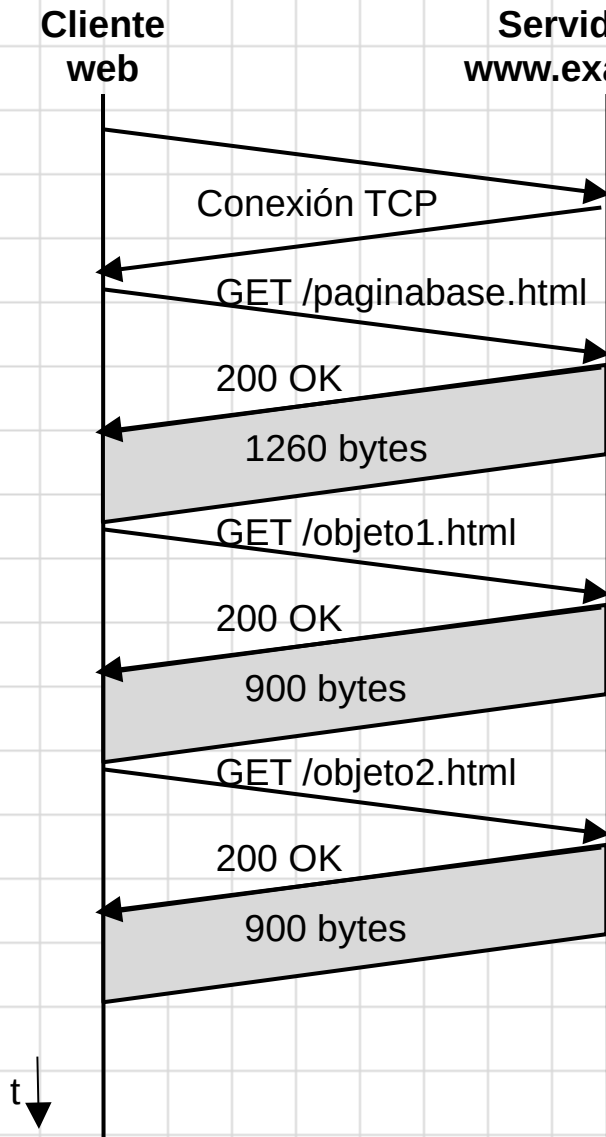 Cliente
web
Servid
www.exa
Conexión TCP
GET /paginabase.html
200 OK
1260 bytes
GET /objeto1.html
200 OK
900 bytes
GET /objeto2.html
200 OK
900 bytes
t